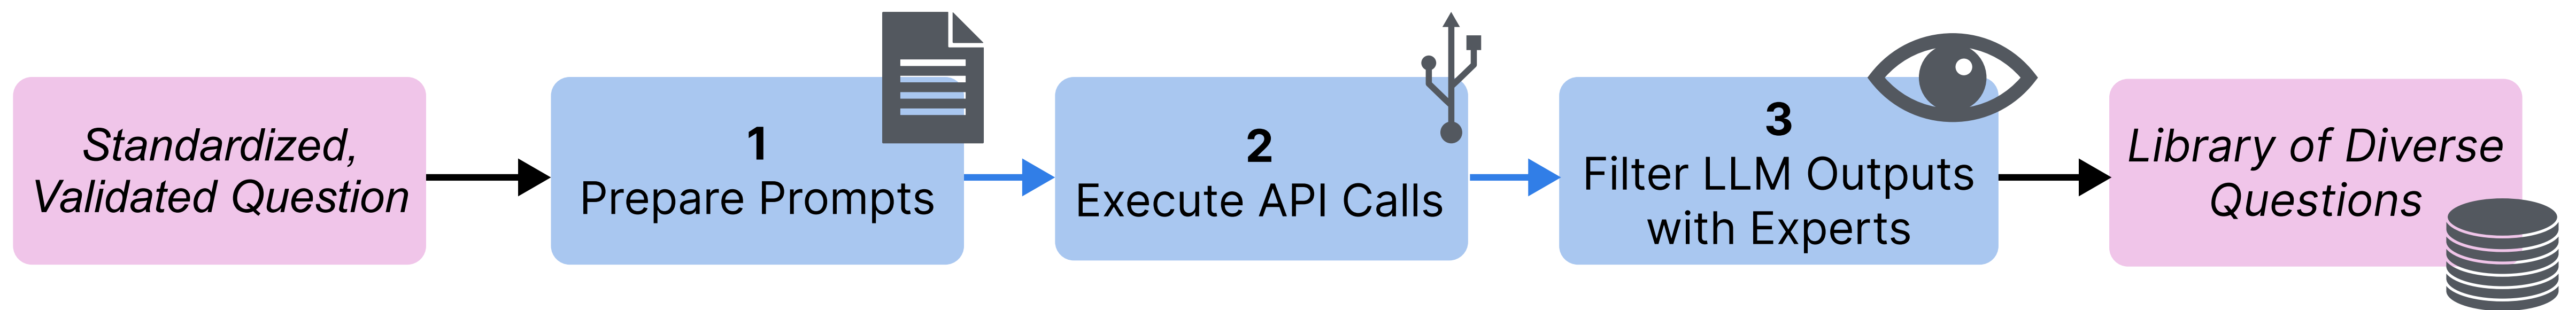 Standardized,
Validated Question
1
Prepare Prompts
2
Execute API Calls
3
Filter LLM Outputs
with Experts
Library of Diverse
Questions